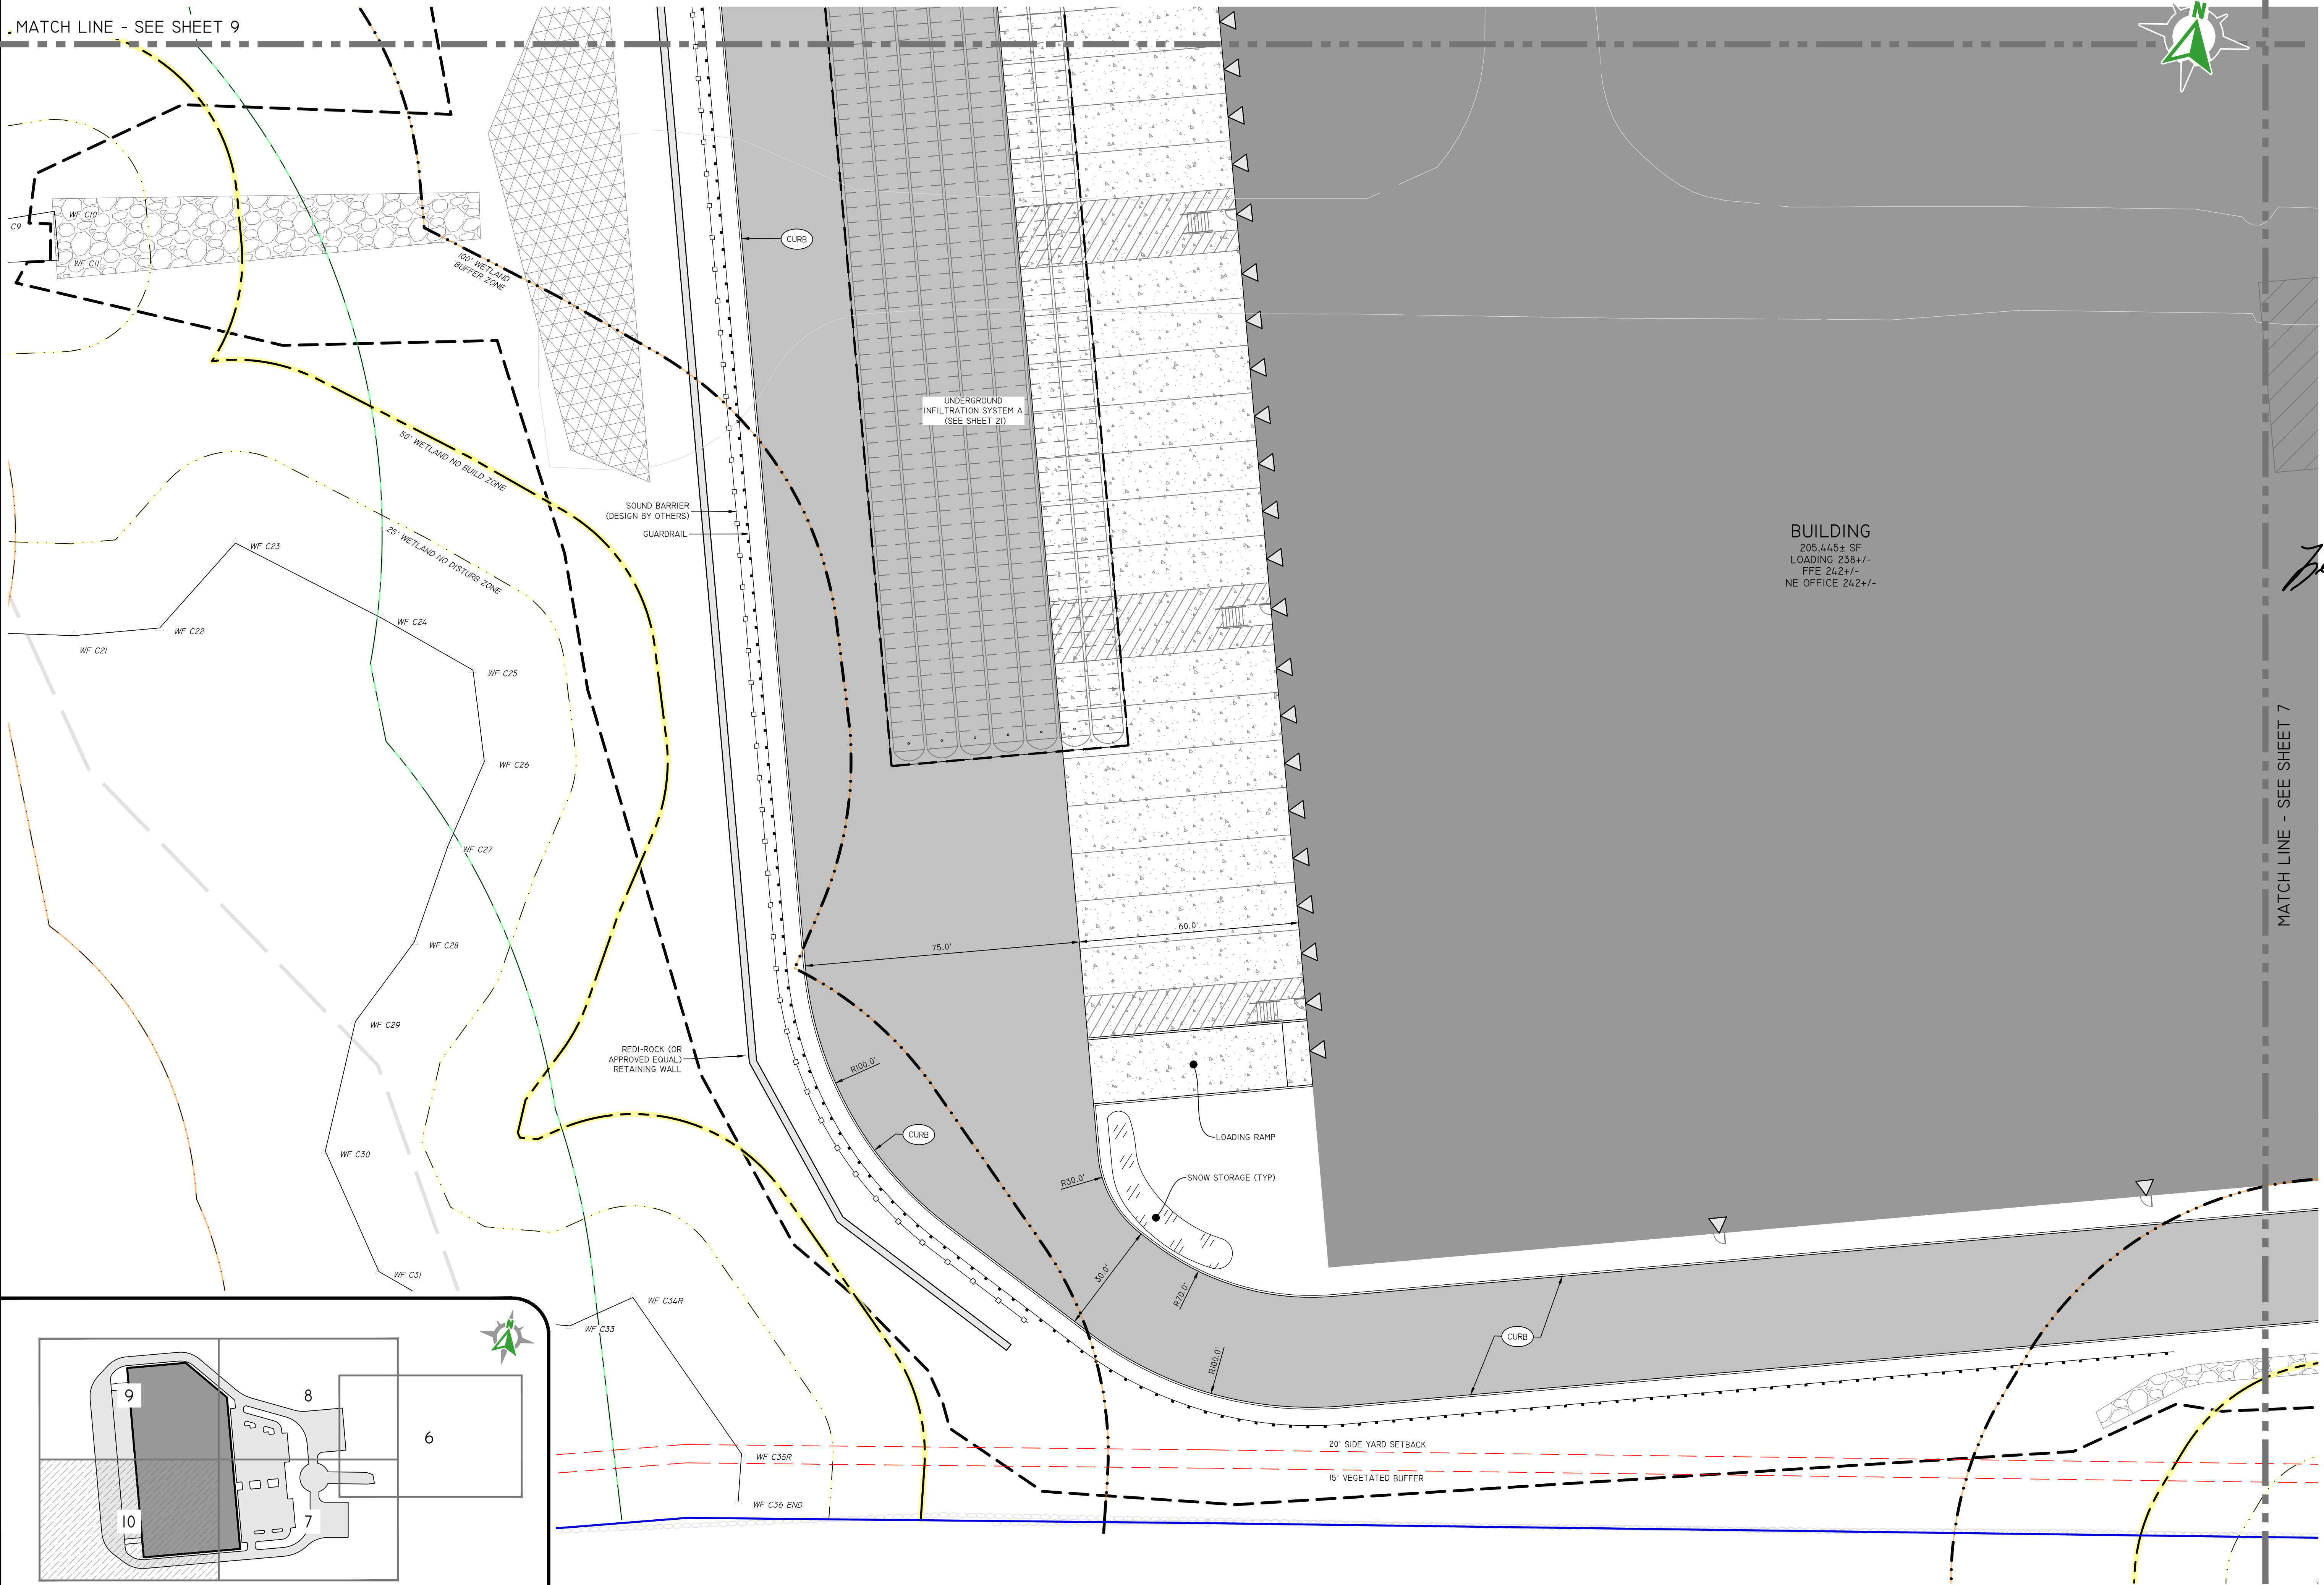 MATCH LINE - SEE SHEET 9
N
WF C10
C9
WF C11
100' WETLAND
BUFFER ZONE
CURB
UNDERGROUND
INFILTRATION SYSTEM A
(SEE SHEET 21)
50' WETLAND NO BUILD ZONE
SOUND BARRIER
(DESIGN BY OTHERS)
GUARDRAIL
25' WETLAND NO DISTURB ZONE
BUILDING
205,445± SF
LOADING 238+/-
FFE 242+/-
NE OFFICE 242+/-
WF C23
WF C24
WF C22
WF C21
WF C25
WF C26
MATCH LINE - SEE SHEET 7
WF C27
WF C28
75.0'
60.0'
WF C29
REDI-ROCK (OR
APPROVED EQUAL)
RETAINING WALL
R100.0'
CURB
LOADING RAMP
WF C30
R30.0'
SNOW STORAGE (TYP)
WF C31
30.0'
R70.0'
WF C34R
WF C33
CURB
R100.0'
20' SIDE YARD SETBACK
WF C35R
15' VEGETATED BUFFER
WF C36 END
N
9
8
6
10
7